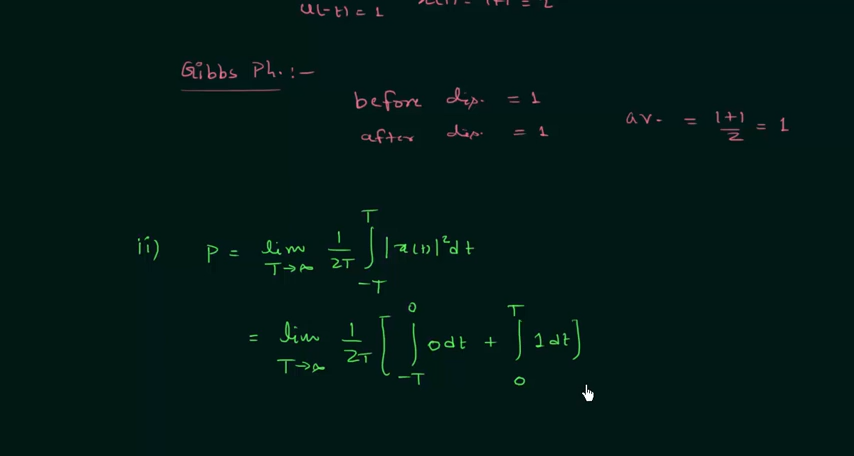 u(-t) = 1
Gibbs Ph. :-
before dis. = 1
after dis. = 1
av. = (1+1)/2 = 1
ii) P = lim T→∞ 1/2T ∫_{-T}^{T} |x(t)|² dt
= lim T→∞ 1/2T [ ∫_{-T}^{0} 0 dt + ∫_{0}^{T} 1 dt ]